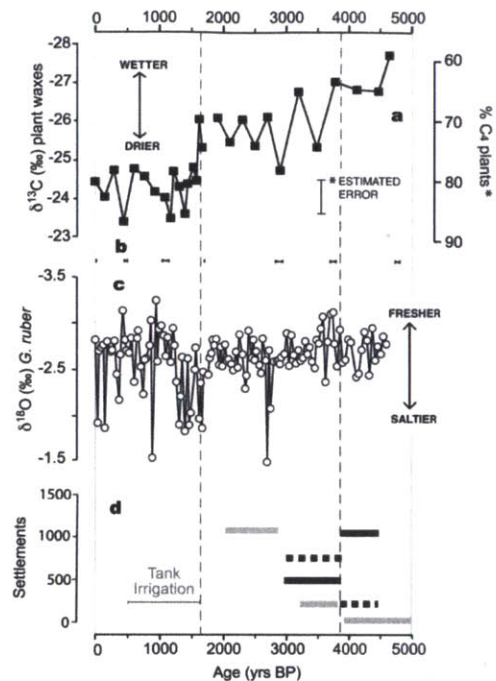 0 1000 2000 3000 4000 5000
-28
-27
-26
-25
-24
-23
δ¹³C (‰) plant waxes
WETTER
DRIER
a
* ESTIMATED
ERROR
60
70
80
90
% C₄ plants *
b
c
-3.5
-2.5
-1.5
δ¹⁸O (‰) G. ruber
FRESHER
SALTIER
d
1500
1000
500
0
Settlements
Tank
Irrigation
0 1000 2000 3000 4000 5000
Age (yrs BP)